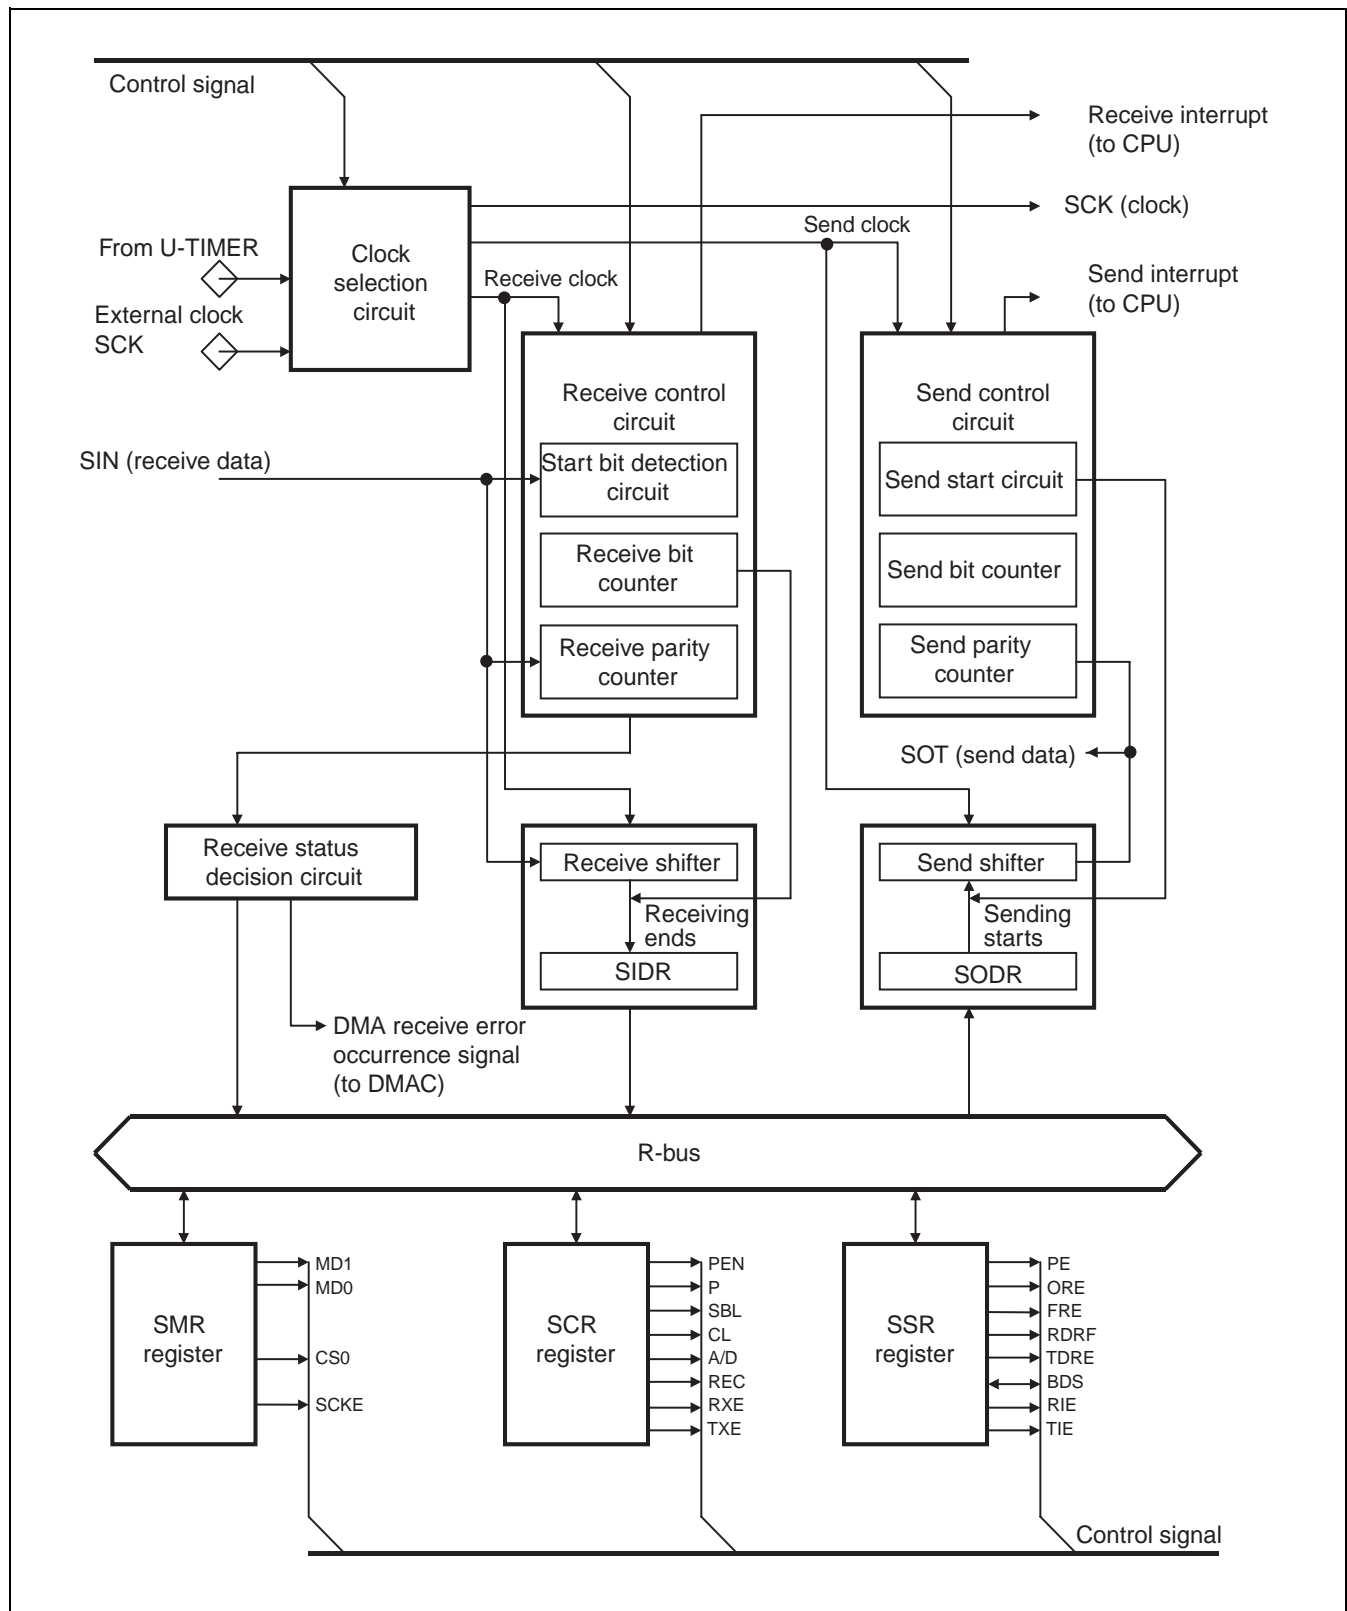 Control signal
Receive interrupt
(to CPU)
SCK (clock)
Send clock
From U-TIMER
Clock
selection
circuit
Receive clock
Send interrupt
(to CPU)
External clock
SCK
Receive control
circuit
Send control
circuit
SIN (receive data)
Start bit detection
circuit
Send start circuit
Receive bit
counter
Send bit counter
Receive parity
counter
Send parity
counter
SOT (send data)
Receive status
decision circuit
Receive shifter
Send shifter
Receiving
ends
Sending
starts
SIDR
SODR
DMA receive error
occurrence signal
(to DMAC)
R-bus
SMR
register
MD1
MD0
CS0
SCKE
SCR
register
PEN
P
SBL
CL
A/D
REC
RXE
TXE
SSR
register
PE
ORE
FRE
RDRF
TDRE
BDS
RIE
TIE
Control signal